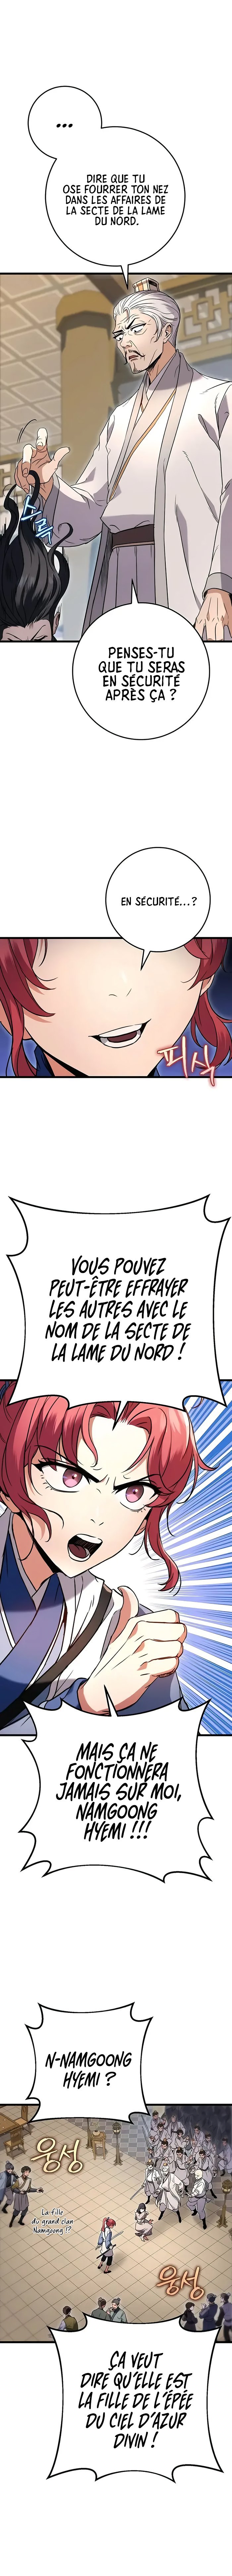 ...
DIRE QUE TU
OSE FOURRER TON NEZ
DANS LES AFFAIRES DE
LA SECTE DE LA LAME
DU NORD.
PENSES-TU
QUE TU SERAS
EN SÉCURITÉ
APRÈS ÇA ?
EN SÉCURITÉ...?
피식
VOUS POUVEZ
PEUT-ÊTRE EFFRAYER
LES AUTRES AVEC LE
NOM DE LA SECTE DE
LA LAME DU NORD !
MAIS ÇA NE
FONCTIONNERA
JAMAIS SUR MOI,
NAMGOONG
HYEMI !!!
N-NAMGOONG
HYEMI ?
웅성
La fille
du grand clan
Namgoong ?
웅성
ÇA VEUT
DIRE QU'ELLE EST
LA FILLE DE L'ÉPÉE
DU CIEL D'AZUR
DIVIN !